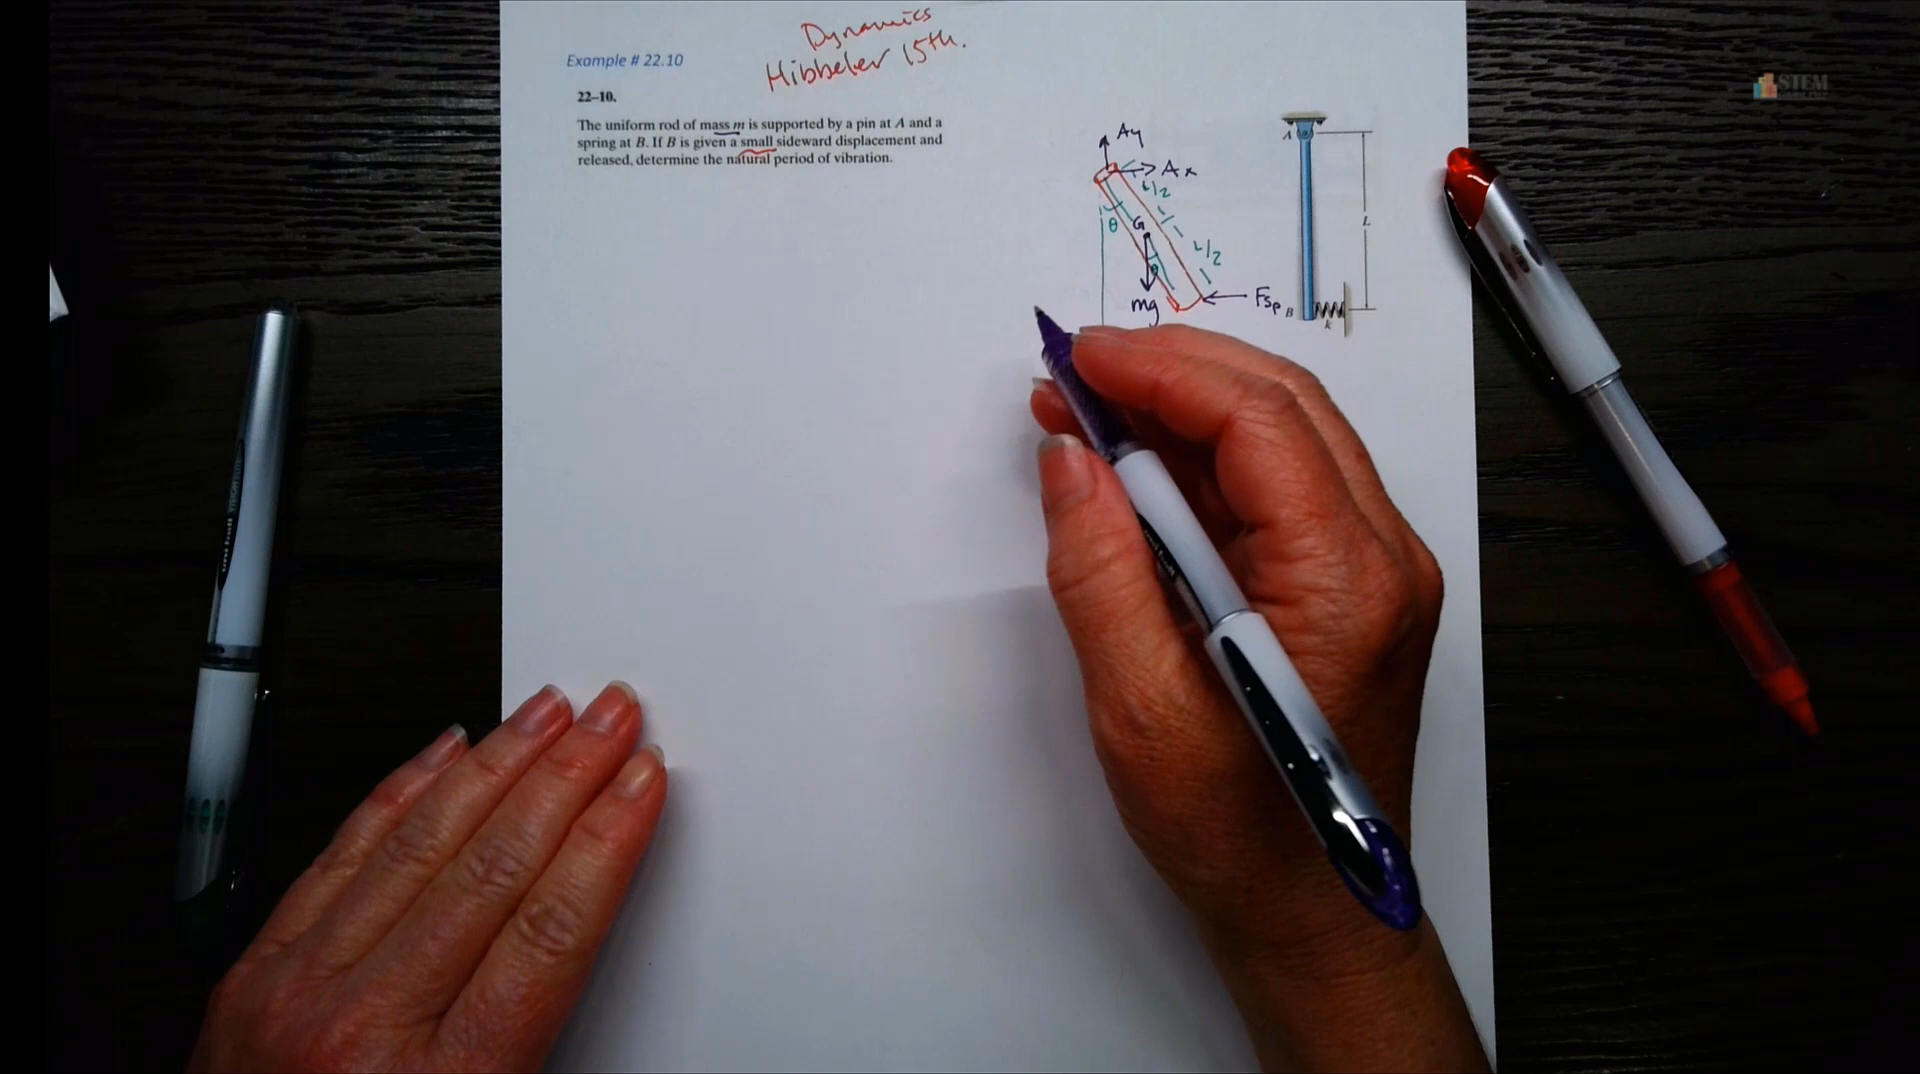 Dynamics
Hibbeler 15th.
Example # 22.10
22–10.
The uniform rod of mass m is supported by a pin at A and a
spring at B. If B is given a small sideward displacement and
released, determine the natural period of vibration.
Ay
Ax
L/2
θ
G
L/2
θ
mg
Fsp
A
L
B
k
STEM